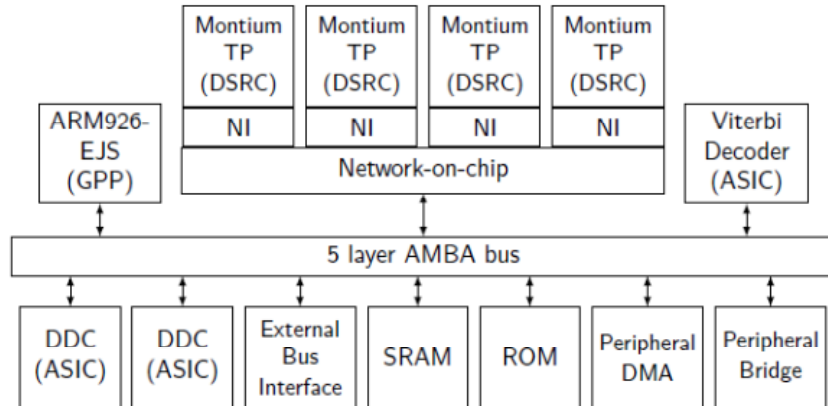 Montium
TP
(DSRC)
Montium
TP
(DSRC)
Montium
TP
(DSRC)
Montium
TP
(DSRC)
NI
NI
NI
NI
Network-on-chip
ARM926-
EJS
(GPP)
Viterbi
Decoder
(ASIC)
5 layer AMBA bus
DDC
(ASIC)
DDC
(ASIC)
External
Bus
Interface
SRAM
ROM
Peripheral
DMA
Peripheral
Bridge